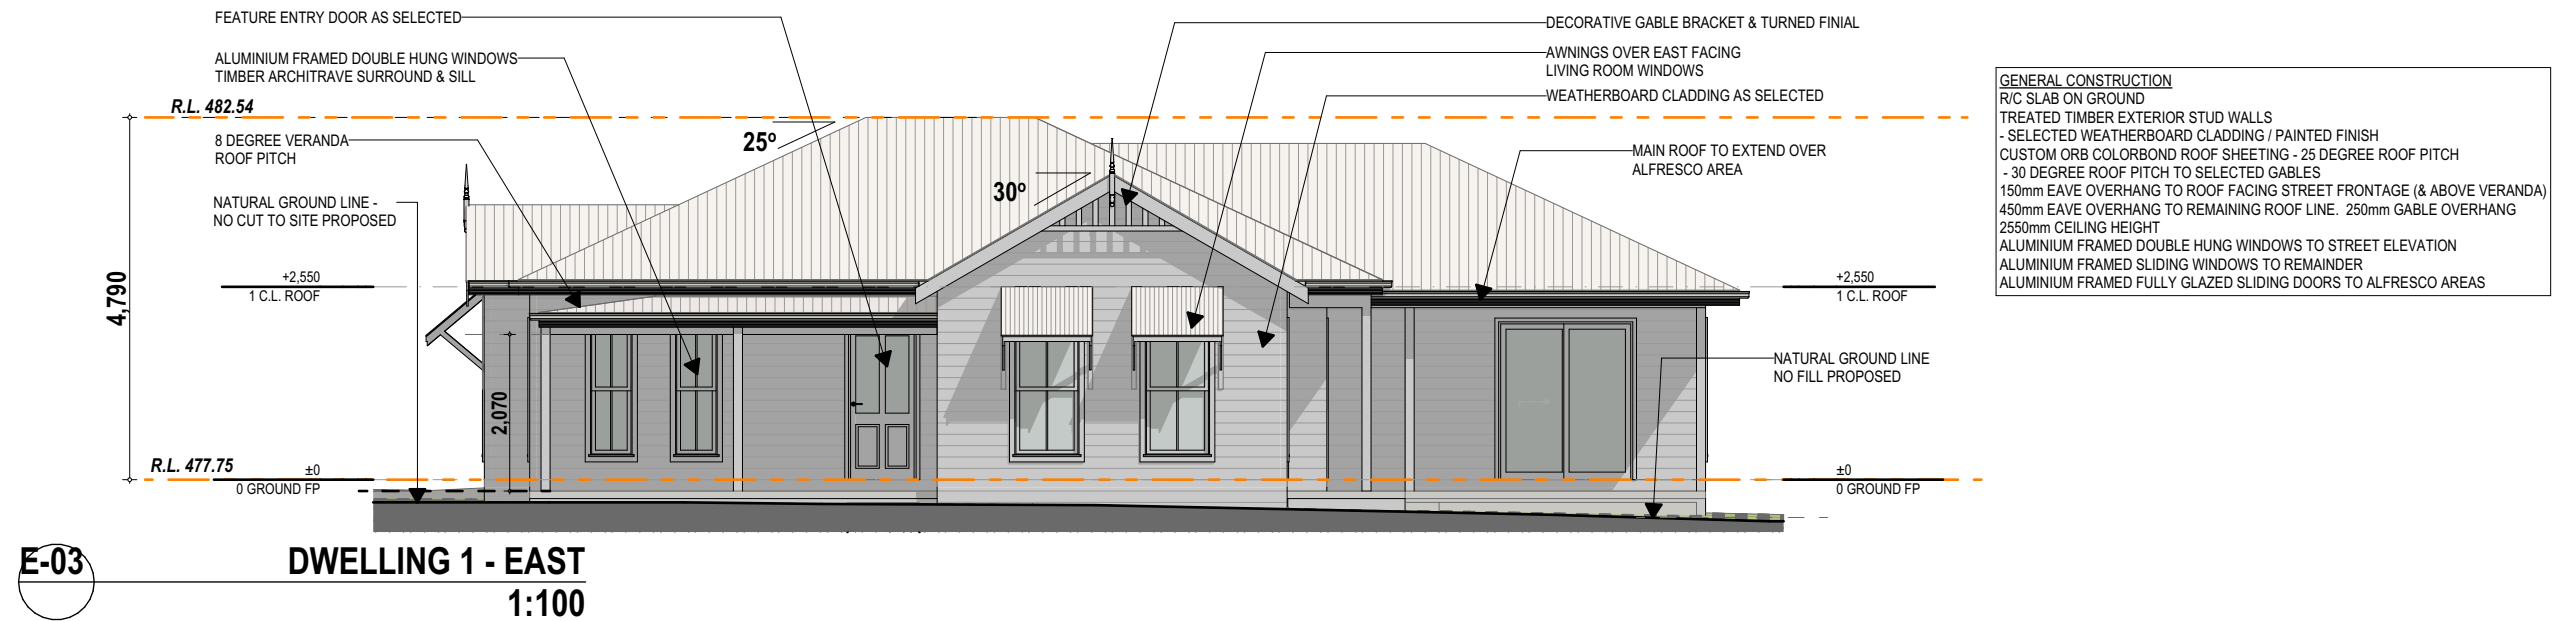 FEATURE ENTRY DOOR AS SELECTED
ALUMINIUM FRAMED DOUBLE HUNG WINDOWS
TIMBER ARCHITRAVE SURROUND & SILL
R.L. 482.54
8 DEGREE VERANDA
ROOF PITCH
NATURAL GROUND LINE -
NO CUT TO SITE PROPOSED
+2,550
1 C.L. ROOF
4,790
2,070
R.L. 477.75
±0
0 GROUND FP
25º
30º
DECORATIVE GABLE BRACKET & TURNED FINIAL
AWNINGS OVER EAST FACING
LIVING ROOM WINDOWS
WEATHERBOARD CLADDING AS SELECTED
MAIN ROOF TO EXTEND OVER
ALFRESCO AREA
+2,550
1 C.L. ROOF
NATURAL GROUND LINE
NO FILL PROPOSED
±0
0 GROUND FP
GENERAL CONSTRUCTION
R/C SLAB ON GROUND
TREATED TIMBER EXTERIOR STUD WALLS
- SELECTED WEATHERBOARD CLADDING / PAINTED FINISH
CUSTOM ORB COLORBOND ROOF SHEETING - 25 DEGREE ROOF PITCH
- 30 DEGREE ROOF PITCH TO SELECTED GABLES
150mm EAVE OVERHANG TO ROOF FACING STREET FRONTAGE (& ABOVE VERANDA)
450mm EAVE OVERHANG TO REMAINING ROOF LINE.  250mm GABLE OVERHANG
2550mm CEILING HEIGHT
ALUMINIUM FRAMED DOUBLE HUNG WINDOWS TO STREET ELEVATION
ALUMINIUM FRAMED SLIDING WINDOWS TO REMAINDER
ALUMINIUM FRAMED FULLY GLAZED SLIDING DOORS TO ALFRESCO AREAS
E-03
DWELLING 1 - EAST
1:100